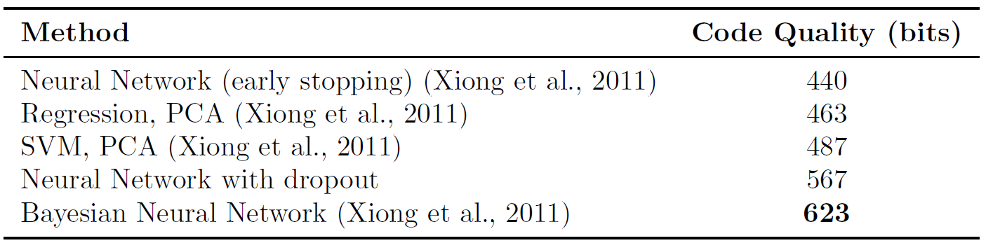 Method Code Quality (bits)
Neural Network (early stopping) (Xiong et al., 2011) 440
Regression, PCA (Xiong et al., 2011) 463
SVM, PCA (Xiong et al., 2011) 487
Neural Network with dropout 567
Bayesian Neural Network (Xiong et al., 2011) 623